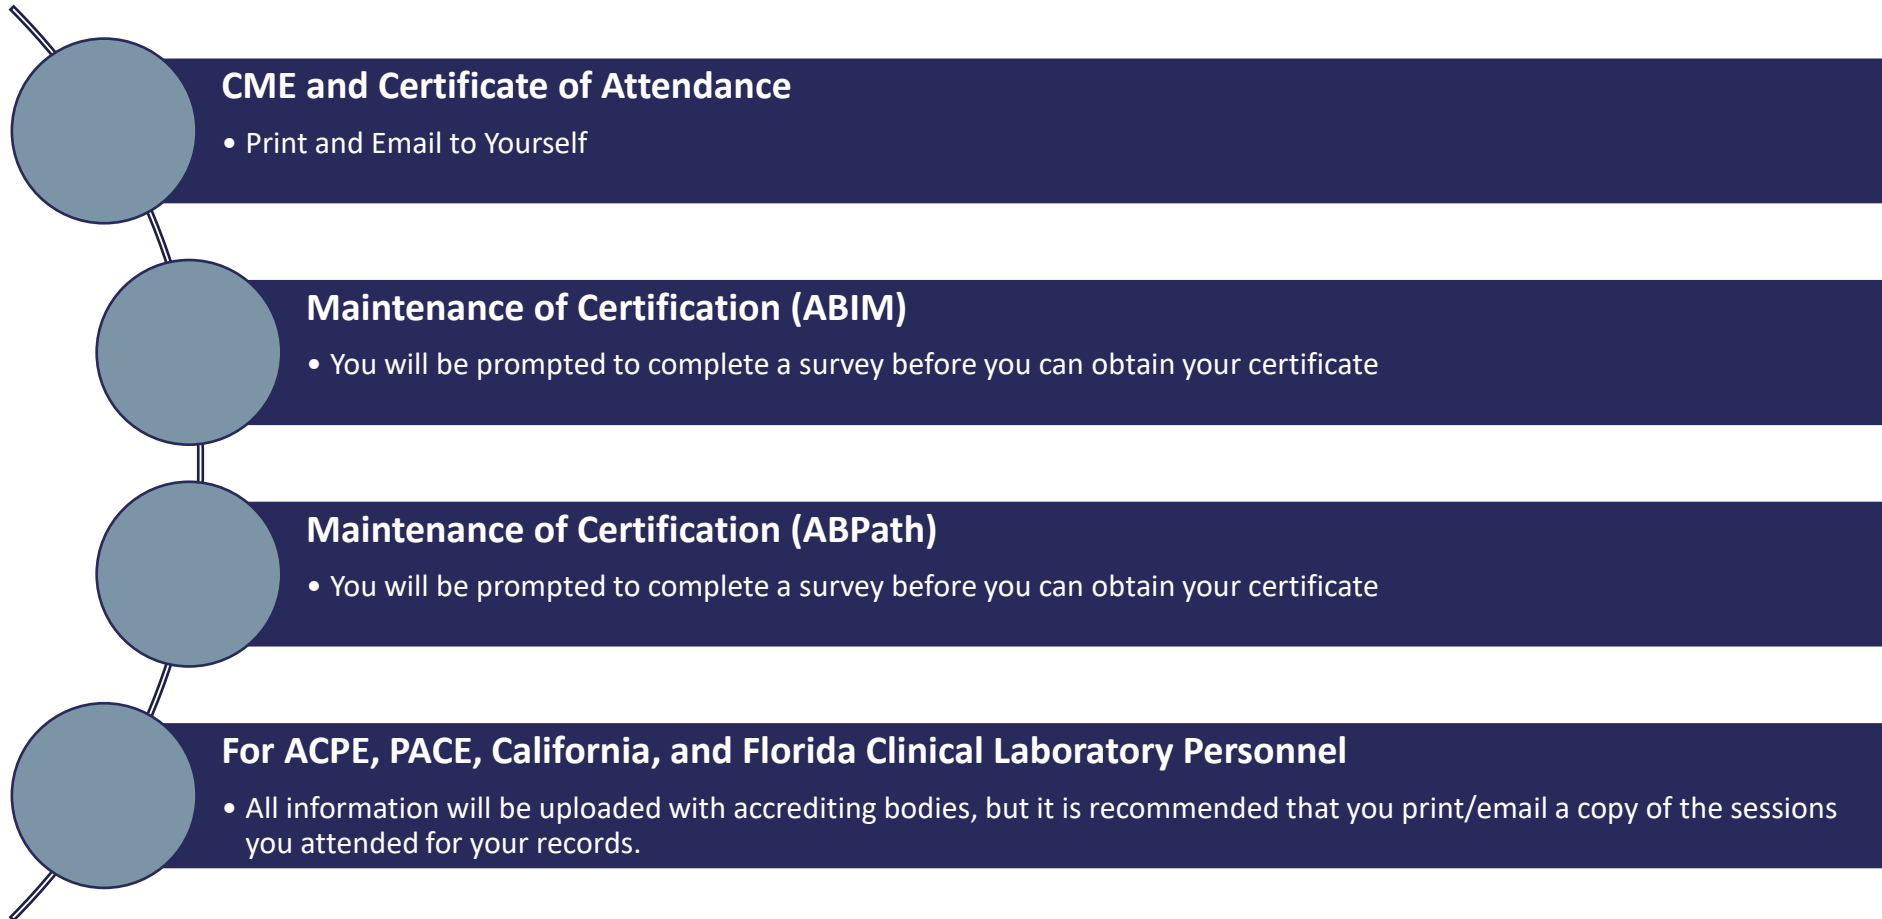 CME and Certificate of Attendance
• Print and Email to Yourself
Maintenance of Certification (ABIM)
• You will be prompted to complete a survey before you can obtain your certificate
Maintenance of Certification (ABPath)
• You will be prompted to complete a survey before you can obtain your certificate
For ACPE, PACE, California, and Florida Clinical Laboratory Personnel
• All information will be uploaded with accrediting bodies, but it is recommended that you print/email a copy of the sessions
you attended for your records.